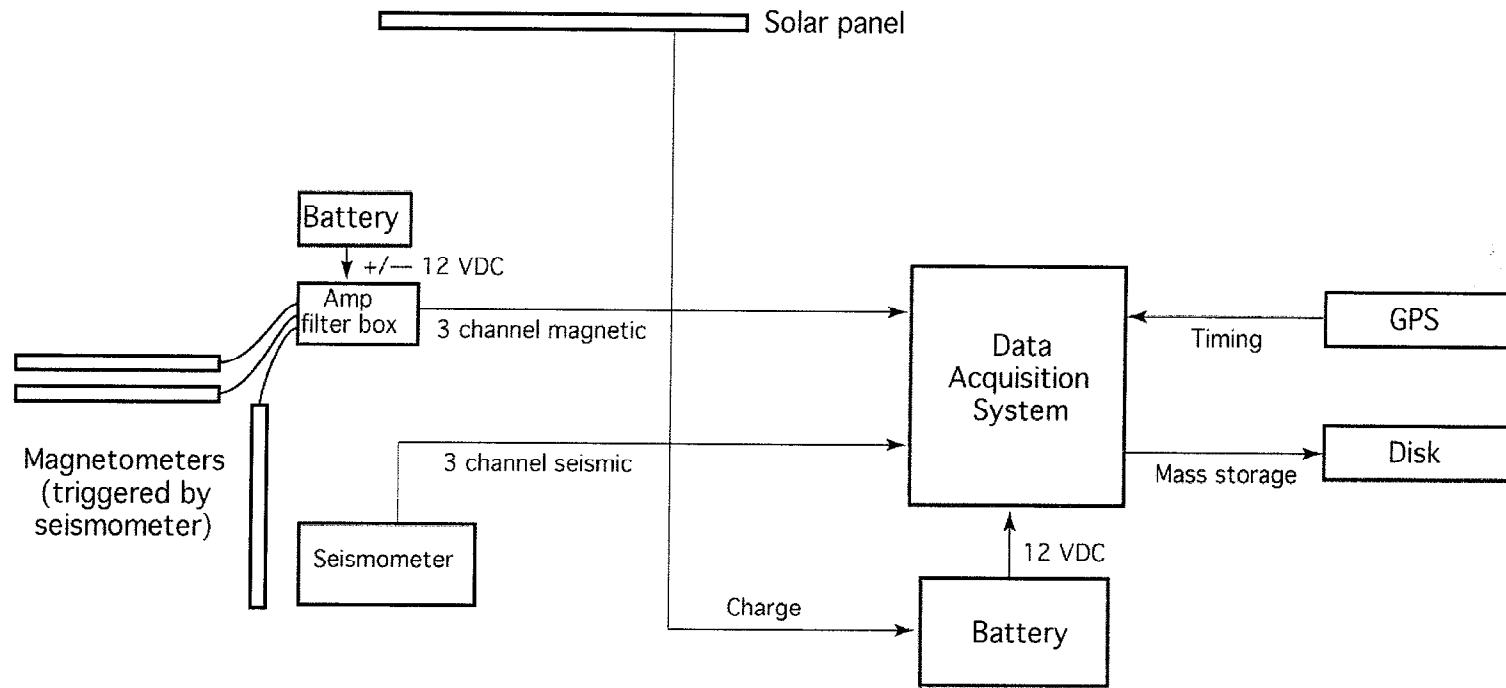 Solar panel
Battery
+/— 12 VDC
Amp
filter box
3 channel magnetic
Data
Acquisition
System
GPS
Timing
Magnetometers
(triggered by
seismometer)
3 channel seismic
Seismometer
Disk
Mass storage
12 VDC
Charge
Battery